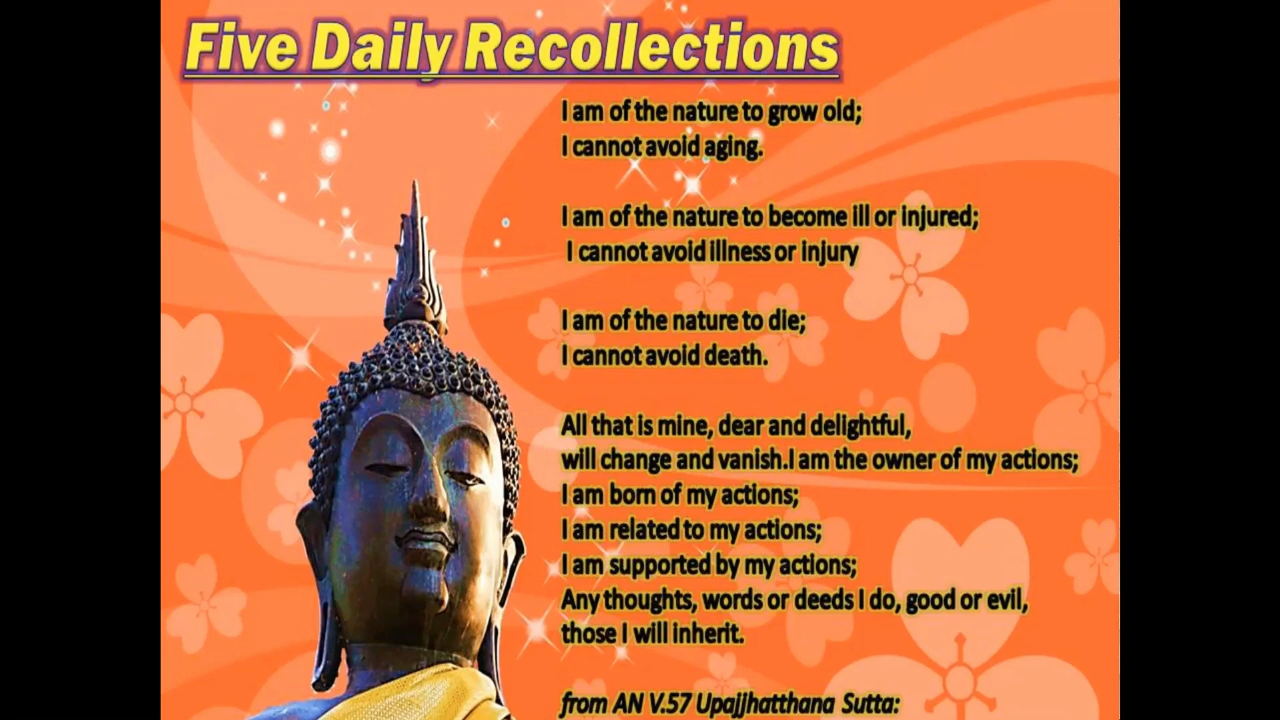 Five Daily Recollections
I am of the nature to grow old;
I cannot avoid aging.
I am of the nature to become ill or injured;
I cannot avoid illness or injury
I am of the nature to die;
I cannot avoid death.
All that is mine, dear and delightful,
will change and vanish.I am the owner of my actions;
I am born of my actions;
I am related to my actions;
I am supported by my actions;
Any thoughts, words or deeds I do, good or evil,
those I will inherit.
from AN V.57 Upajjhatthana Sutta: